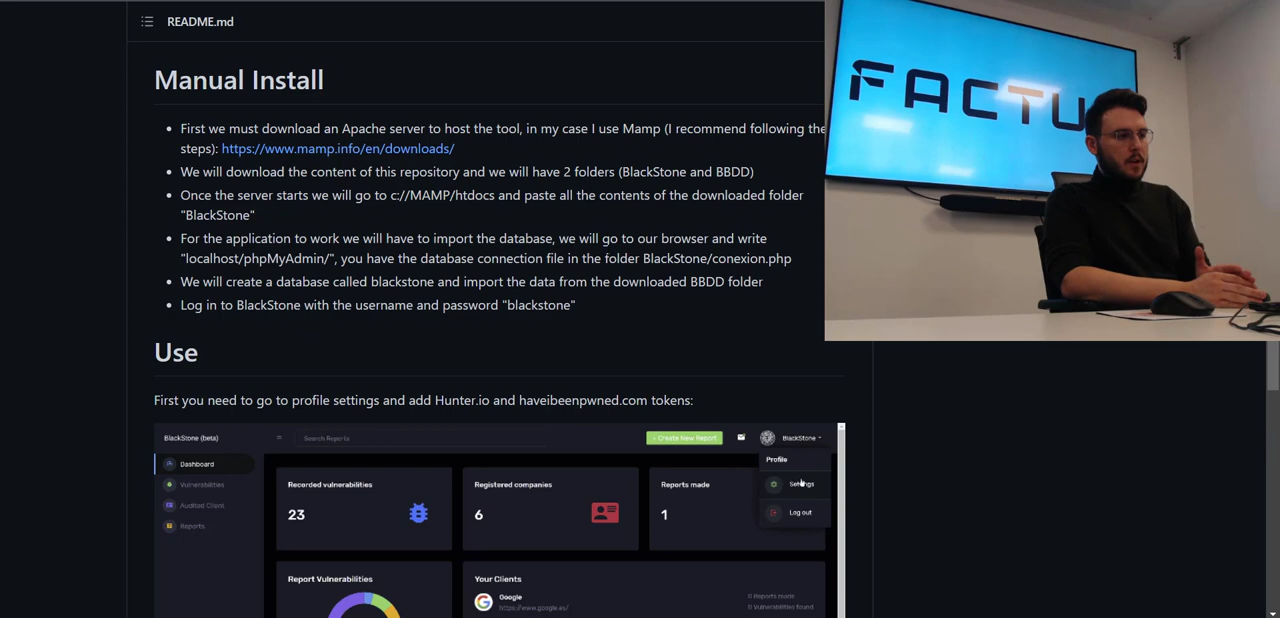 README.md
FACTU
Manual Install
First we must download an Apache server to host the tool, in my case I use Mamp (I recommend following the
steps): https://www.mamp.info/en/downloads/
We will download the content of this repository and we will have 2 folders (BlackStone and BBDD)
Once the server starts we will go to c://MAMP/htdocs and paste all the contents of the downloaded folder
"BlackStone"
For the application to work we will have to import the database, we will go to our browser and write
"localhost/phpMyAdmin/", you have the database connection file in the folder BlackStone/conexion.php
We will create a database called blackstone and import the data from the downloaded BBDD folder
Log in to BlackStone with the username and password "blackstone"
Use
First you need to go to profile settings and add Hunter.io and haveibeenpwned.com tokens:
BlackStone (beta)
Search Reports
+ Create New Report
BlackStone
Profile
Dashboard
Vulnerabilities
Audited Client
Reports
Settings
Log out
Recorded vulnerabilities
23
Registered companies
6
Reports made
1
Report Vulnerabilities
Your Clients
Google
https://www.google.es/
0 Reports made
0 Vulnerabilities found